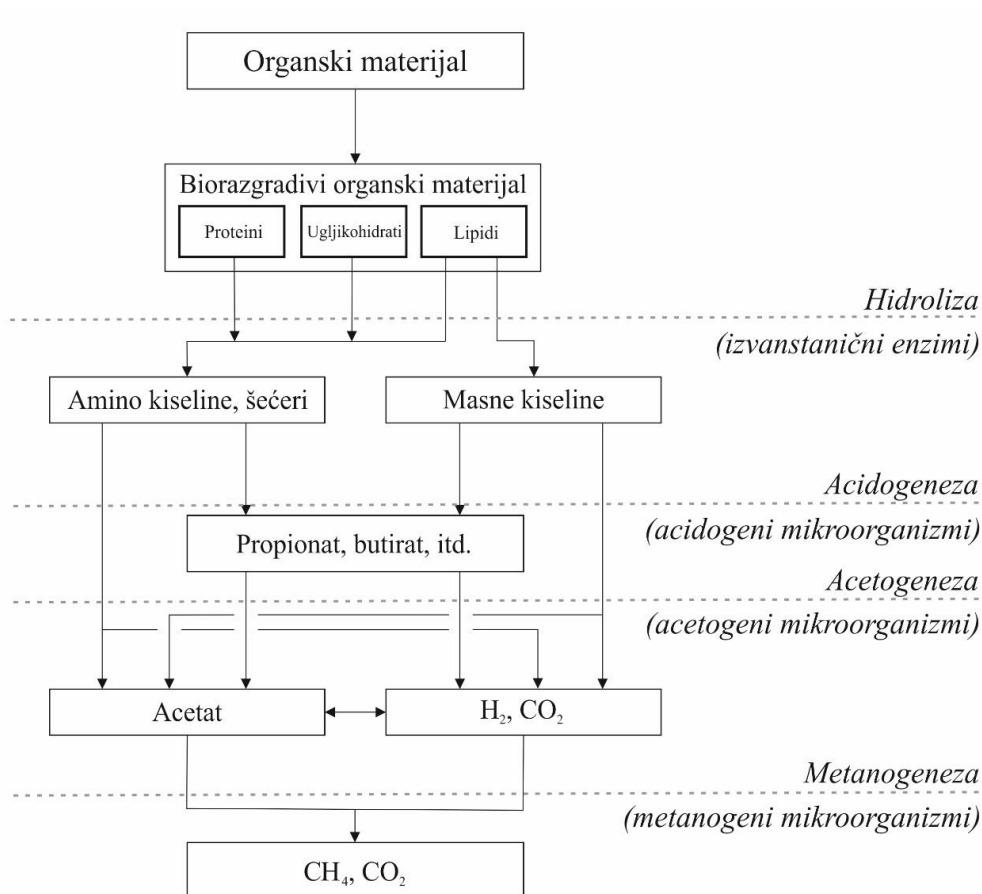 Organski materijal
Biorazgradivi organski materijal
Proteini
Ugljikohidrati
Lipidi
Hidroliza
(izvanstanični enzimi)
Amino kiseline, šećeri
Masne kiseline
Acidogeneza
(acidogeni mikroorganizmi)
Propionat, butirat, itd.
Acetogeneza
(acetogeni mikroorganizmi)
Acetat
H₂, CO₂
Metanogeneza
(metanogeni mikroorganizmi)
CH₄, CO₂